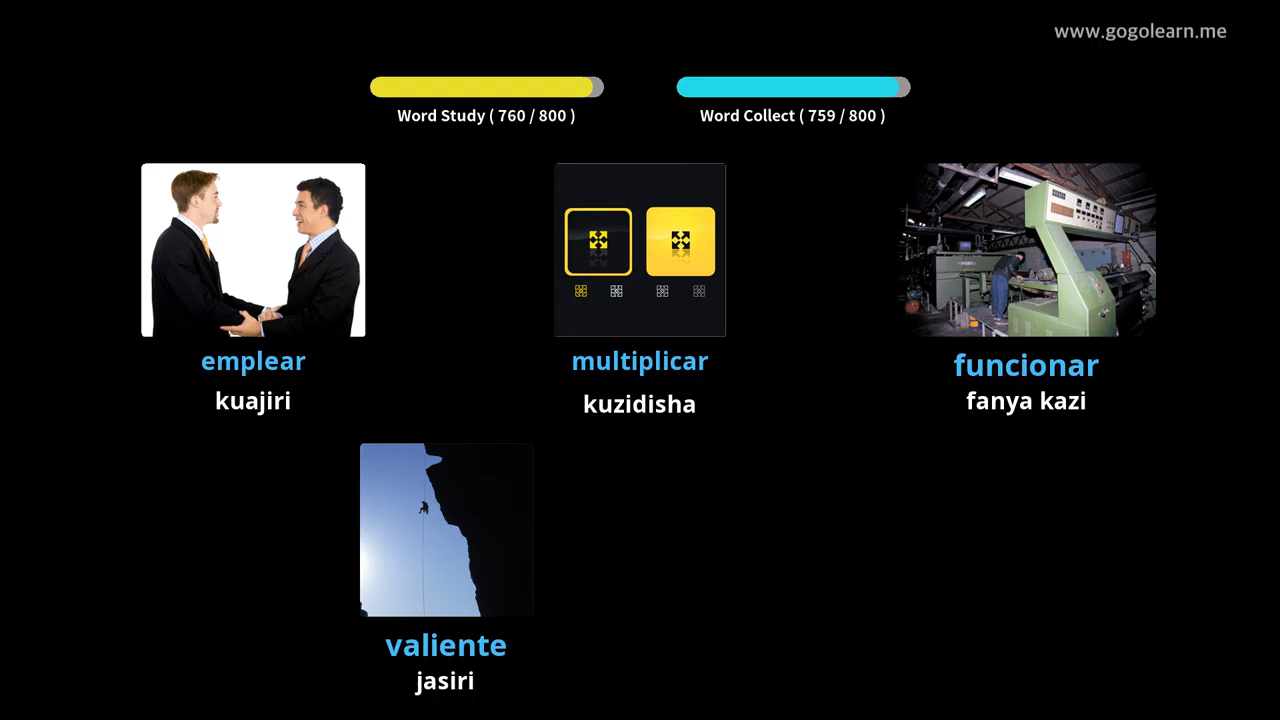 www.gogolearn.me
Word Study ( 760 / 800 )
Word Collect ( 759 / 800 )
emplear
kuajiri
multiplicar
kuzidisha
funcionar
fanya kazi
valiente
jasiri